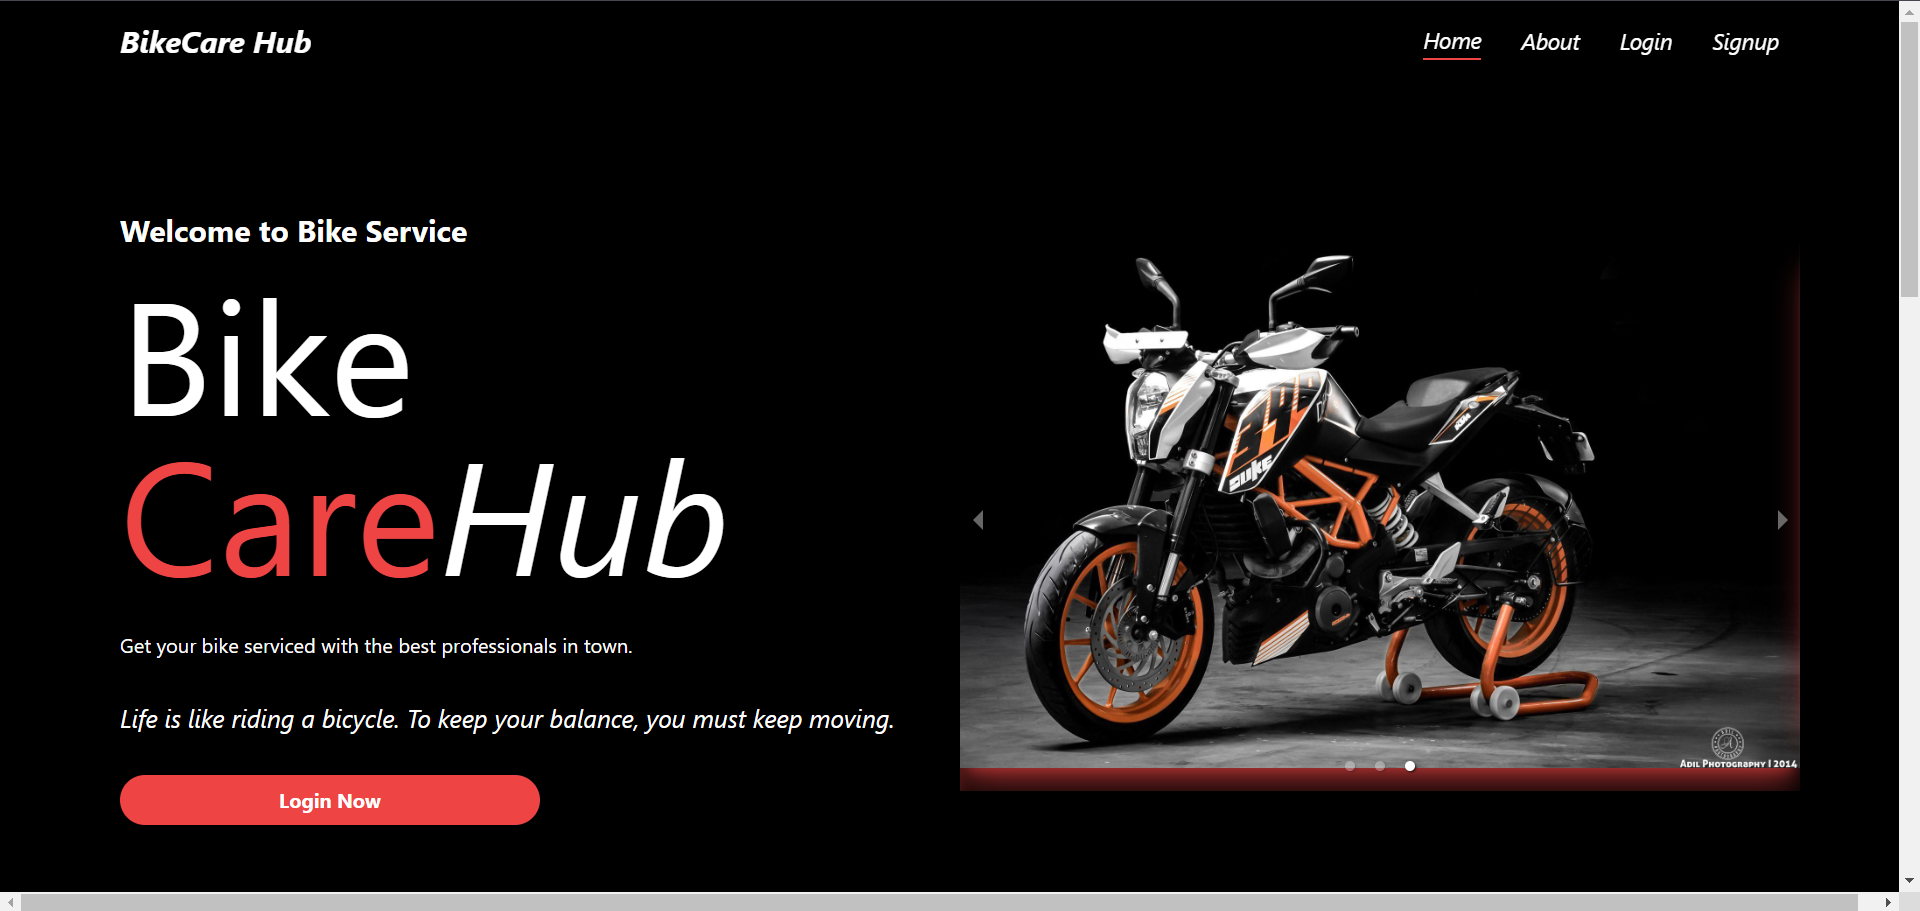 BikeCare Hub
Home About Login Signup
Welcome to Bike Service
Bike
CareHub
Get your bike serviced with the best professionals in town.
Life is like riding a bicycle. To keep your balance, you must keep moving.
Login Now
DUKE
KTM
Adil Photography | 2014